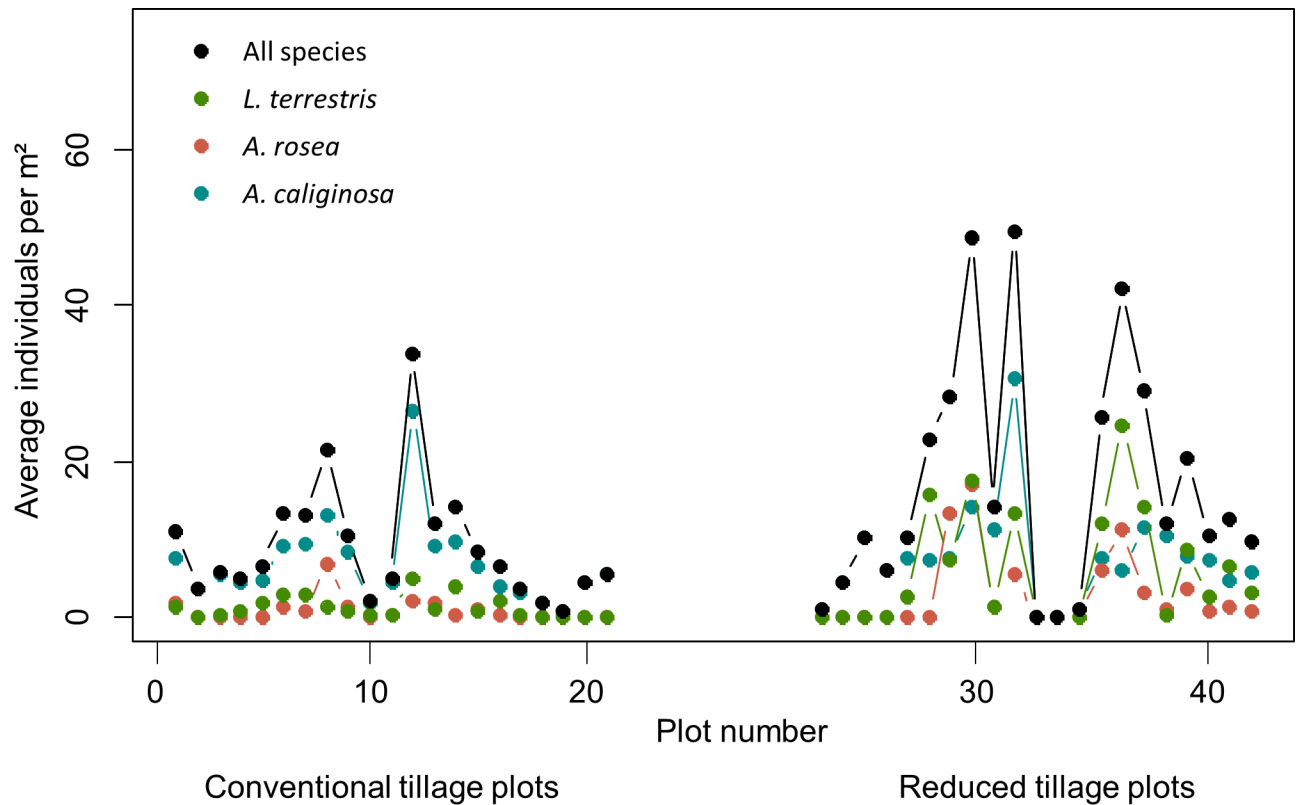 All species
L. terrestris
A. rosea
A. caliginosa
Average individuals per m²
60
40
20
0
0
10
20
30
40
Plot number
Conventional tillage plots
Reduced tillage plots